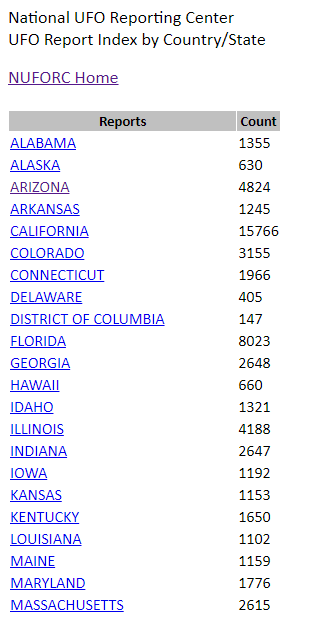 National UFO Reporting Center
UFO Report Index by Country/State
NUFORC Home
Reports Count
ALABAMA 1355
ALASKA 630
ARIZONA 4824
ARKANSAS 1245
CALIFORNIA 15766
COLORADO 3155
CONNECTICUT 1966
DELAWARE 405
DISTRICT OF COLUMBIA 147
FLORIDA 8023
GEORGIA 2648
HAWAII 660
IDAHO 1321
ILLINOIS 4188
INDIANA 2647
IOWA 1192
KANSAS 1153
KENTUCKY 1650
LOUISIANA 1102
MAINE 1159
MARYLAND 1776
MASSACHUSETTS 2615